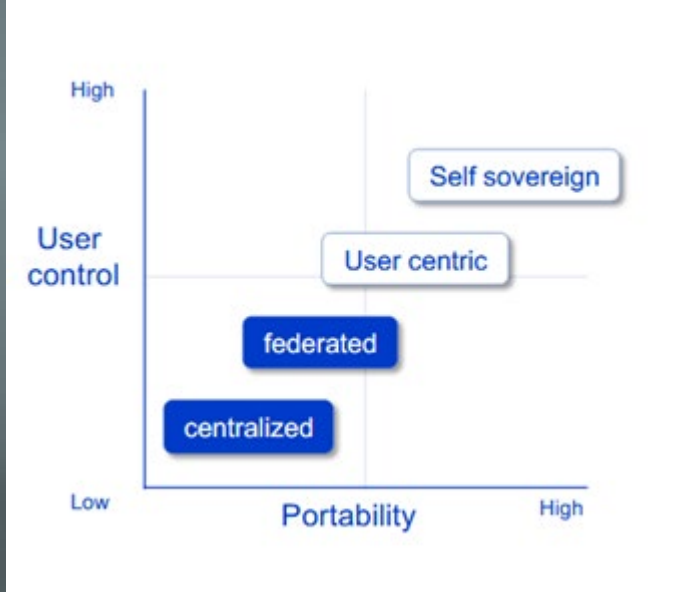 High
Self sovereign
User
control
User centric
federated
centralized
Low
Portability
High